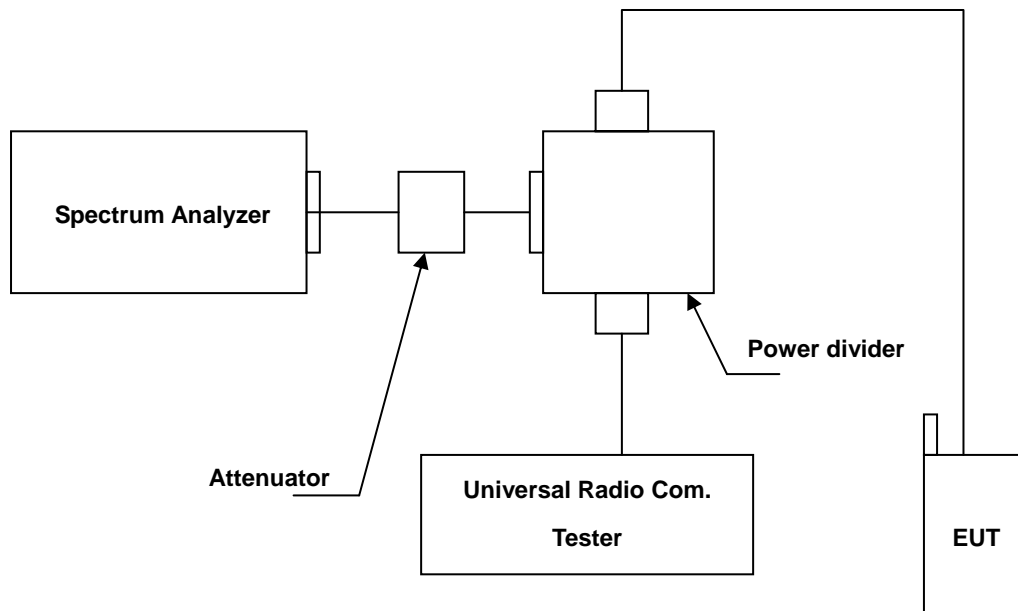 Spectrum Analyzer
Power divider
Attenuator
Universal Radio Com.
Tester
EUT